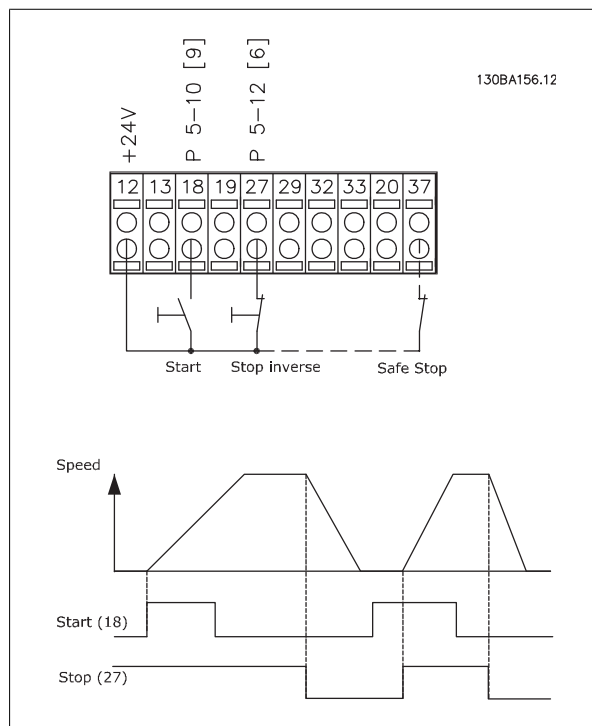 130BA156.12
+24V
P 5-10 [9]
P 5-12 [6]
12 13 18 19 27 29 32 33 20 37
Start Stop inverse Safe Stop
Speed
Start (18)
Stop (27)